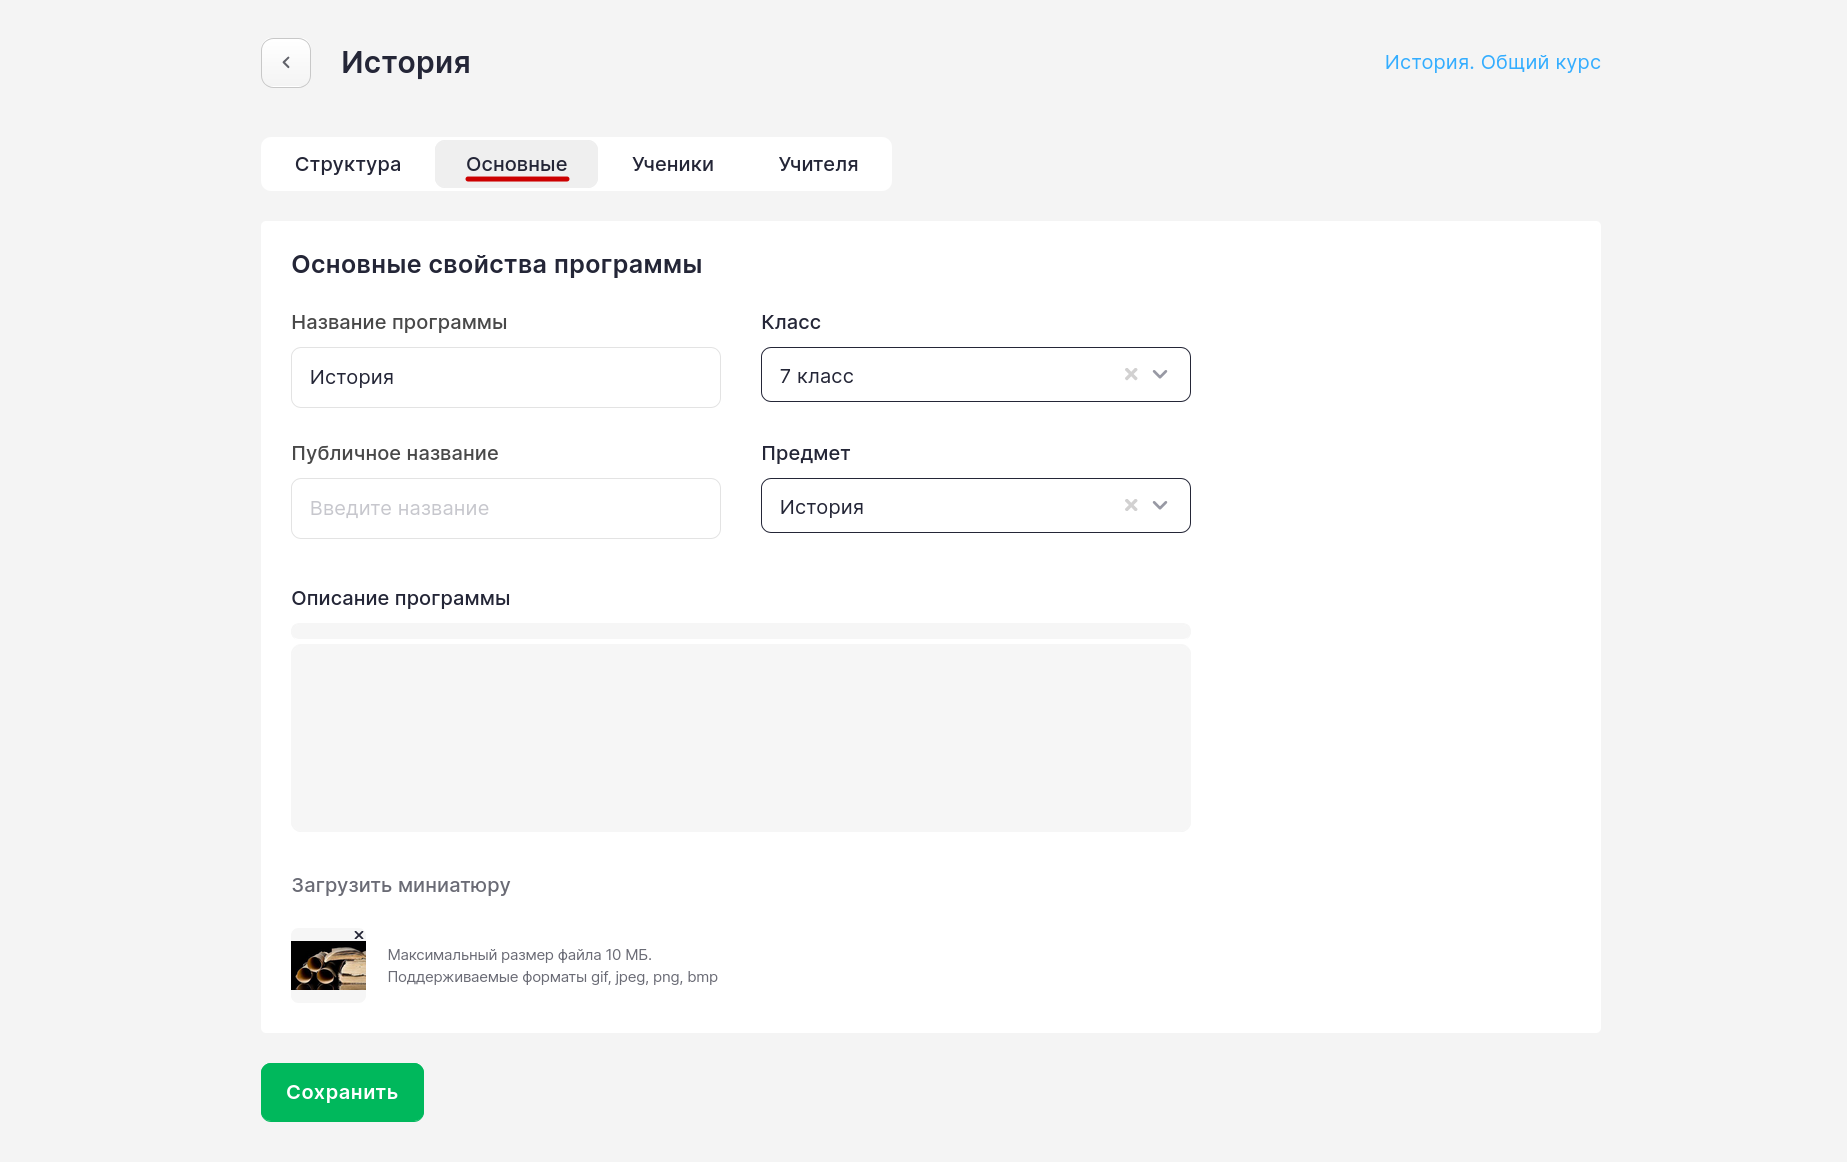 История
История. Общий курс
Структура
Основные
Ученики
Учителя
Основные свойства программы
Название программы
Класс
История
7 класс
Публичное название
Предмет
Введите название
История
Описание программы
Загрузить миниатюру
Максимальный размер файла 10 МБ.
Поддерживаемые форматы gif, jpeg, png, bmp
Сохранить